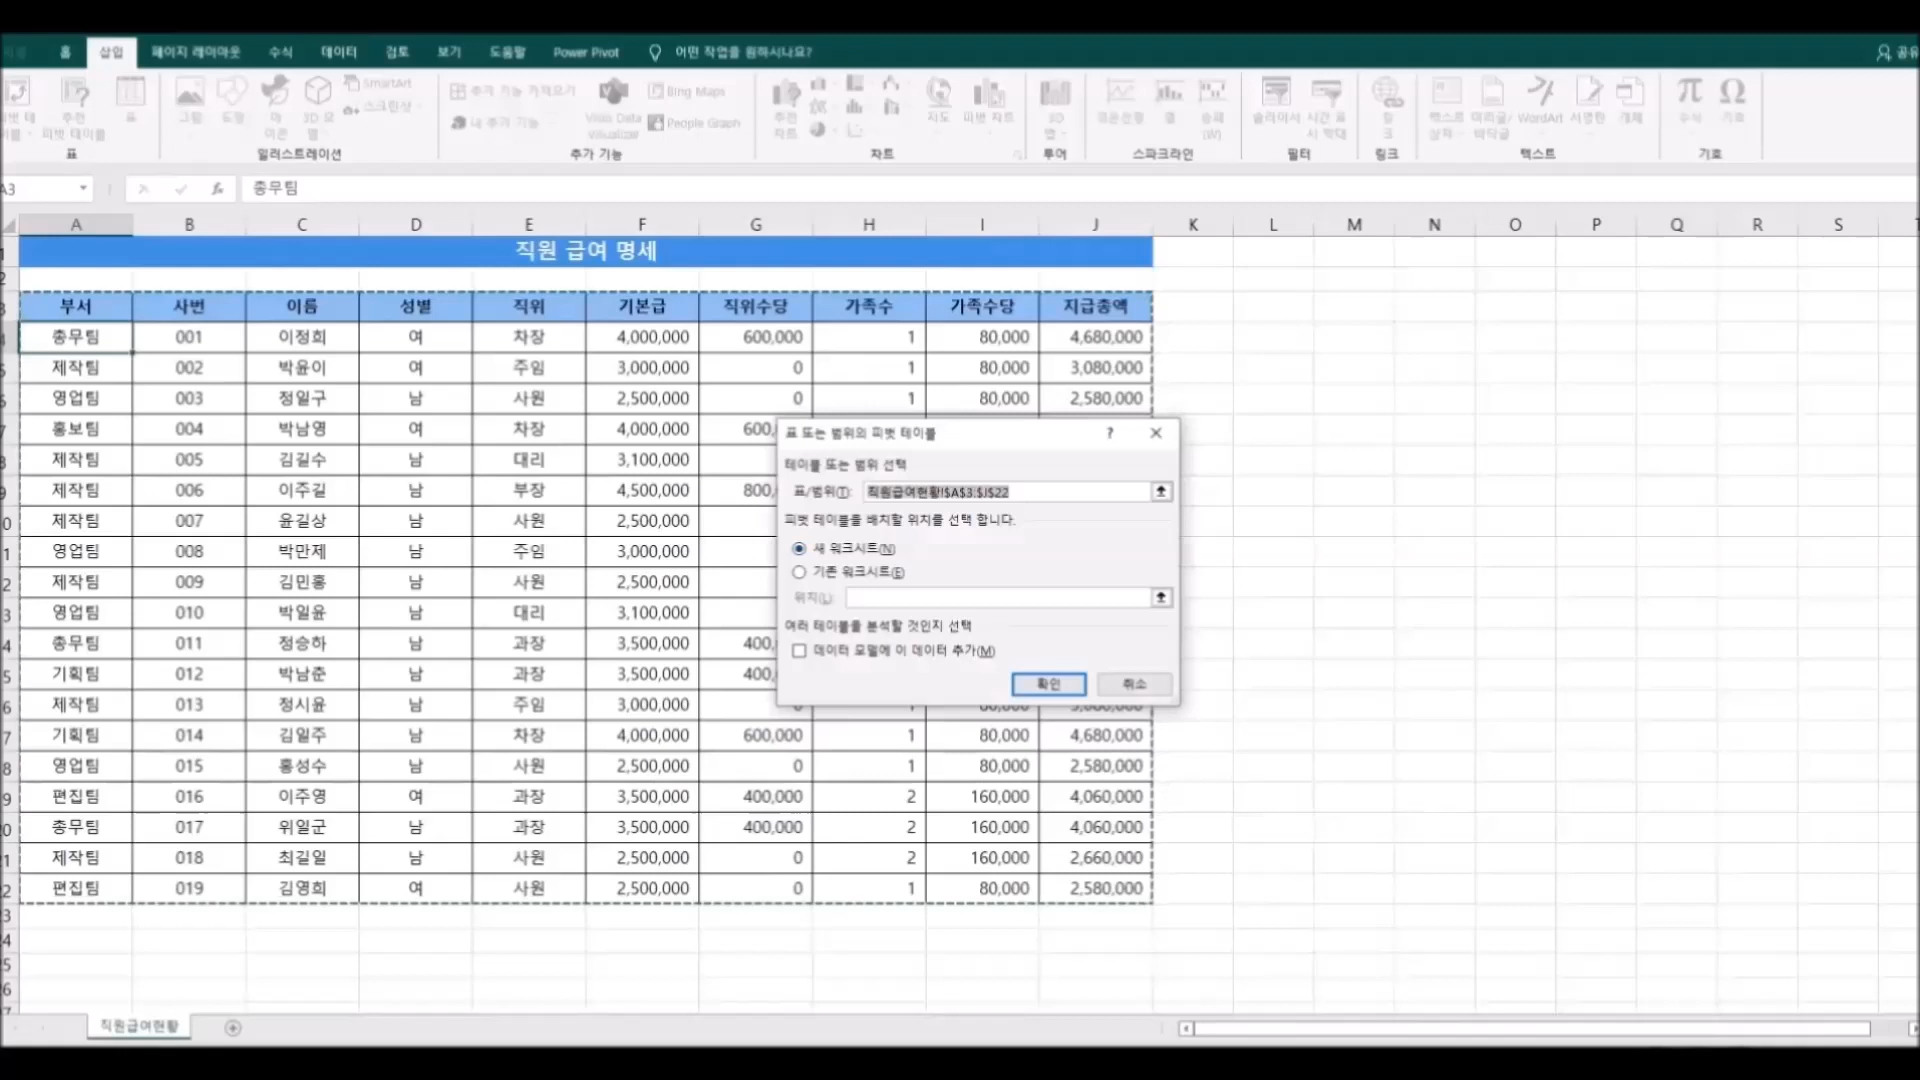 홈 삽입 페이지 레이아웃 수식 데이터 검토 보기 도움말 Power Pivot 어떤 작업을 원하시나요? 공유
추천 피벗 테이블 표 그림 도형 SmartArt 스크린샷
추가 기능 가져오기 내 추가 기능 Visio Data Visualizer Bing Maps People Graph
추천 차트 지도 피벗 차트 3D 맵 꺾은선형 열 승패 (W) 슬라이서 시간 표시 막대 링크 텍스트 상자 머리글/바닥글 WordArt 서명란 개체 수식 기호
표 일러스트레이션 추가 기능 차트 투어 스파크라인 필터 링크 텍스트 기호
A3 fx 총무팀
A B C D E F G H I J K L M N O P Q R S
직원 급여 명세
부서 사번 이름 성별 직위 기본급 직위수당 가족수 가족수당 지급총액
총무팀 001 이정희 여 차장 4,000,000 600,000 1 80,000 4,680,000
제작팀 002 박윤이 여 주임 3,000,000 0 1 80,000 3,080,000
영업팀 003 정일구 남 사원 2,500,000 0 1 80,000 2,580,000
홍보팀 004 박남영 여 차장 4,000,000 600,
제작팀 005 김길수 남 대리 3,100,000
제작팀 006 이주길 남 부장 4,500,000 800,
제작팀 007 윤길상 남 사원 2,500,000
영업팀 008 박만제 남 주임 3,000,000
제작팀 009 김민홍 남 사원 2,500,000
영업팀 010 박일윤 남 대리 3,100,000
총무팀 011 정승하 남 과장 3,500,000 400,
기획팀 012 박남준 남 과장 3,500,000 400,
제작팀 013 정시윤 남 주임 3,000,000
기획팀 014 김일주 남 차장 4,000,000 600,000 1 80,000 4,680,000
영업팀 015 홍성수 남 사원 2,500,000 0 1 80,000 2,580,000
편집팀 016 이주영 여 과장 3,500,000 400,000 2 160,000 4,060,000
총무팀 017 위일군 남 과장 3,500,000 400,000 2 160,000 4,060,000
제작팀 018 최길일 남 사원 2,500,000 0 2 160,000 2,660,000
편집팀 019 김영희 여 사원 2,500,000 0 1 80,000 2,580,000
표 또는 범위의 피벗 테이블 ?
테이블 또는 범위 선택
표/범위(T): 직원급여현황!$A$3:$J$22
피벗 테이블을 배치할 위치를 선택 합니다.
새 워크시트(N)
기존 워크시트(E)
위치(L):
여러 테이블을 분석할 것인지 선택
데이터 모델에 이 데이터 추가(M)
확인 취소
직원급여현황